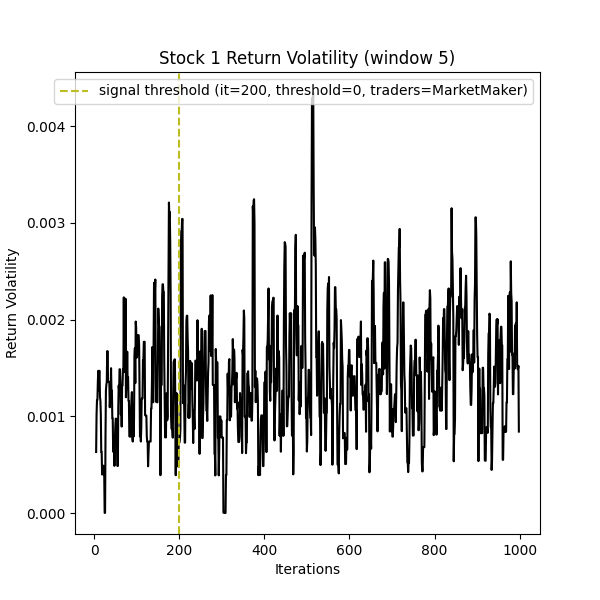 Stock 1 Return Volatility (window 5)
signal threshold (it=200, threshold=0, traders=MarketMaker)
0.004
0.003
0.002
0.001
0.000
Return Volatility
0
200
400
600
800
1000
Iterations